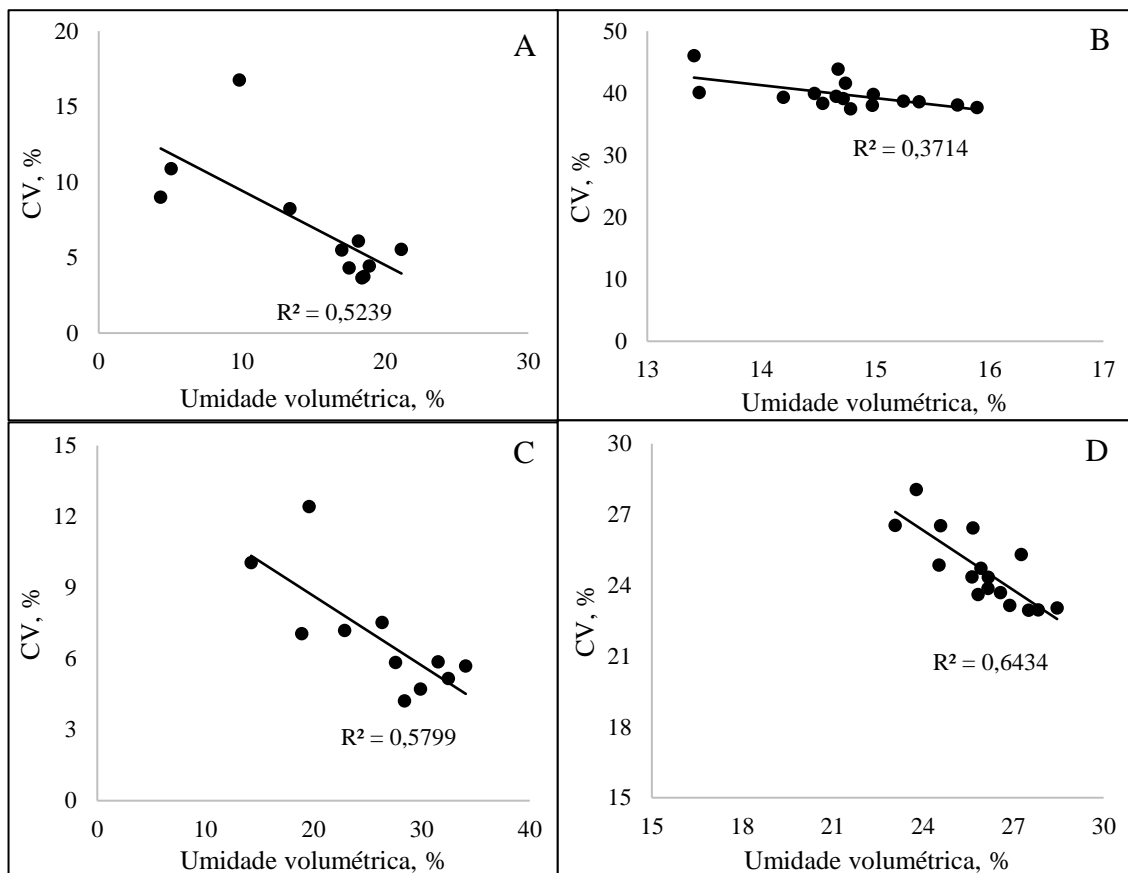 A
CV, %
20
15
10
5
0
R² = 0,5239
0 10 20 30
Umidade volumétrica, %
B
CV, %
50
40
30
20
10
0
R² = 0,3714
13 14 15 16 17
Umidade volumétrica, %
C
CV, %
15
12
9
6
3
0
R² = 0,5799
0 10 20 30 40
Umidade volumétrica, %
D
CV, %
30
27
24
21
18
15
R² = 0,6434
15 18 21 24 27 30
Umidade volumétrica, %